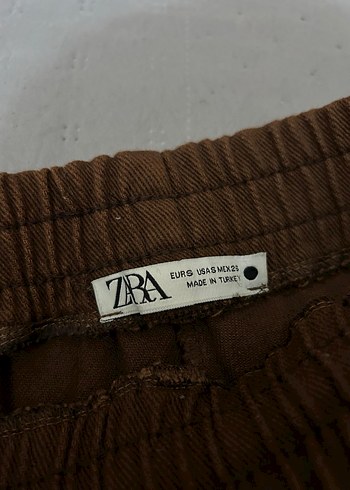 ZARA
EUR S USA S MEX 26
MADE IN TURKEY